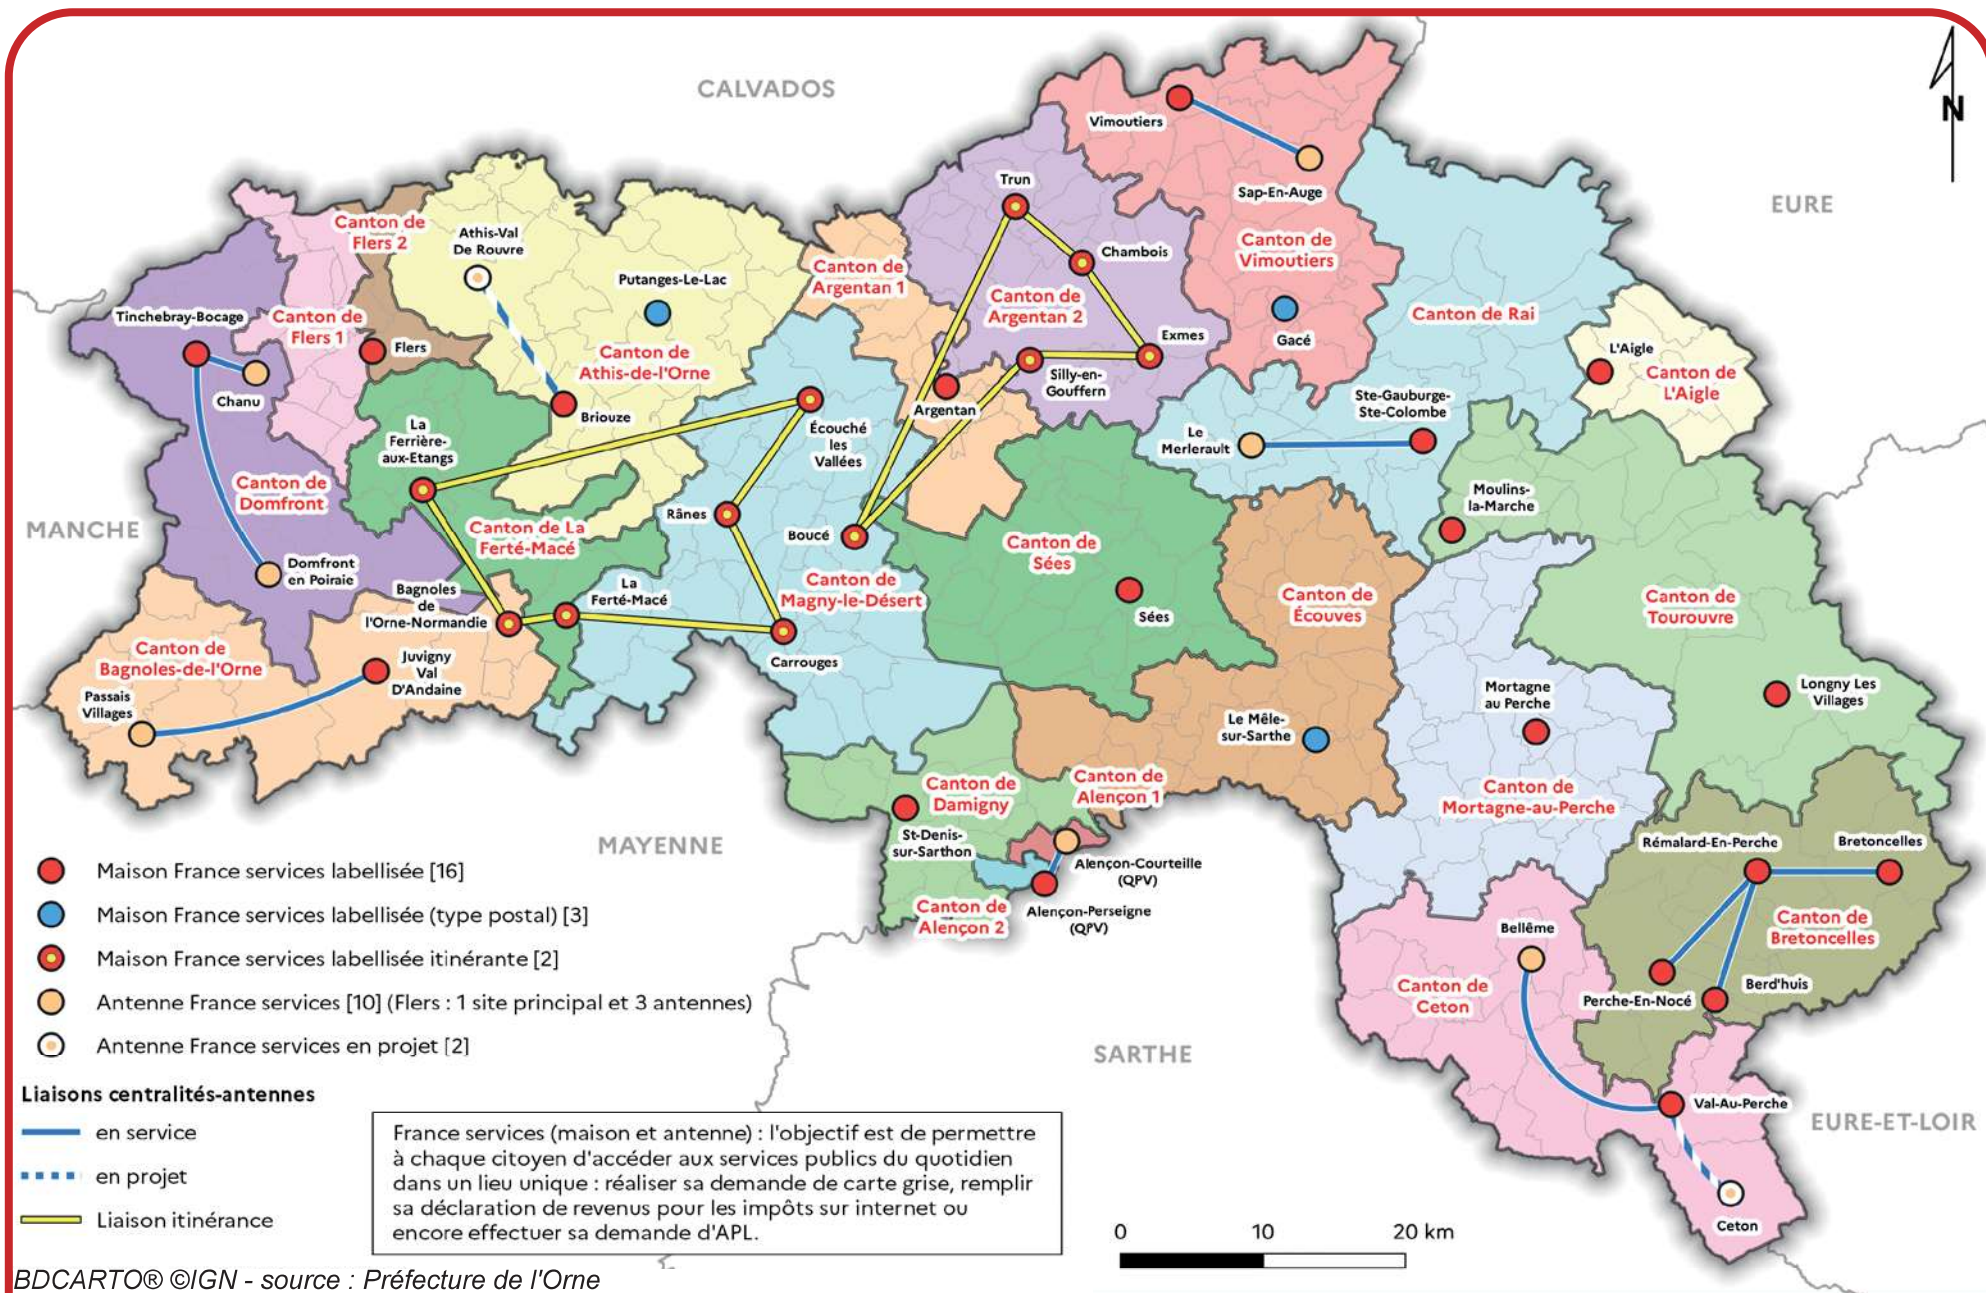 CALVADOS
N
Vimoutiers
Sap-En-Auge
EURE
Trun
Canton de
Flers 2
Athis-Val
De Rouvre
Canton de
Vimoutiers
Chambois
Putanges-Le-Lac
Canton de
Argentan 1
Canton de
Argentan 2
Tinchebray-Bocage
Canton de
Flers 1
Canton de Rai
Flers
Exmes
Gacé
L'Aigle
Canton de
Athis-de-l'Orne
Canton de
L'Aigle
Silly-en-
Gouffern
Chanu
Briouze
Argentan
Ste-Gauburge-
Ste-Colombe
La
Ferrière-
aux-Etangs
Écouché
les
Vallées
Le
Merlerault
Canton de
Domfront
Moulins-
la-Marche
MANCHE
Canton de La
Ferté-Macé
Rânes
Boucé
Canton de
Sées
Domfront
en Poiraie
Bagnoles
de
l'Orne-Normandie
La
Ferté-Macé
Canton de
Magny-le-Désert
Canton de
Écouves
Canton de
Tourouvre
Sées
Canton de
Bagnoles-de-l'Orne
Juvigny
Val
D'Andaine
Carrouges
Passais
Villages
Mortagne
au Perche
Longny Les
Villages
Le Mêle-
sur-Sarthe
Canton de
Damigny
Canton de
Alençon 1
Canton de
Mortagne-au-Perche
St-Denis-
sur-Sarthon
MAYENNE
Rémalard-En-Perche
Bretoncelles
Alençon-Courteille
(QPV)
Canton de
Alençon 2
Alençon-Perseigne
(QPV)
Bellême
Canton de
Bretoncelles
Canton de
Ceton
Perche-En-Nocé
Berd'huis
SARTHE
Val-Au-Perche
EURE-ET-LOIR
Ceton
Maison France services labellisée [16]
Maison France services labellisée (type postal) [3]
Maison France services labellisée itinérante [2]
Antenne France services [10] (Flers : 1 site principal et 3 antennes)
Antenne France services en projet [2]
Liaisons centralités-antennes
en service
en projet
Liaison itinérance
France services (maison et antenne) : l'objectif est de permettre
à chaque citoyen d'accéder aux services publics du quotidien
dans un lieu unique : réaliser sa demande de carte grise, remplir
sa déclaration de revenus pour les impôts sur internet ou
encore effectuer sa demande d'APL.
0 10 20 km
BDCARTO® ©IGN - source : Préfecture de l'Orne